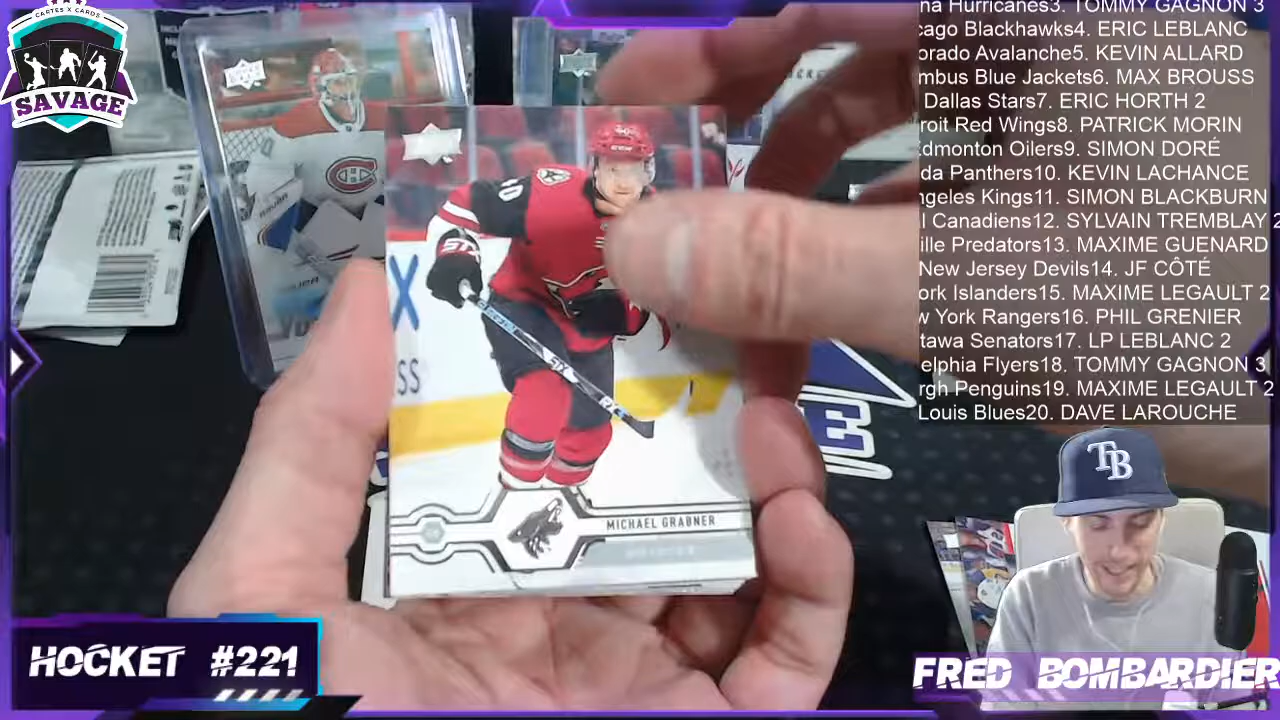 CARTES X CARDS
SAVAGE
na Hurricanes3. TOMMY GAGNON 3
cago Blackhawks4. ERIC LEBLANC
orado Avalanche5. KEVIN ALLARD
mbus Blue Jackets6. MAX BROUSS
Dallas Stars7. ERIC HORTH 2
roit Red Wings8. PATRICK MORIN
Edmonton Oilers9. SIMON DORÉ
da Panthers10. KEVIN LACHANCE
ngeles Kings11. SIMON BLACKBURN
l Canadiens12. SYLVAIN TREMBLAY 2
ille Predators13. MAXIME GUENARD
New Jersey Devils14. JF CÔTÉ
ork Islanders15. MAXIME LEGAULT 2
w York Rangers16. PHIL GRENIER
tawa Senators17. LP LEBLANC 2
elphia Flyers18. TOMMY GAGNON 3
rgh Penguins19. MAXIME LEGAULT 2
Louis Blues20. DAVE LAROUCHE
MICHAEL GRABNER
TB
HOCKET #221
FRED BOMBARDIER